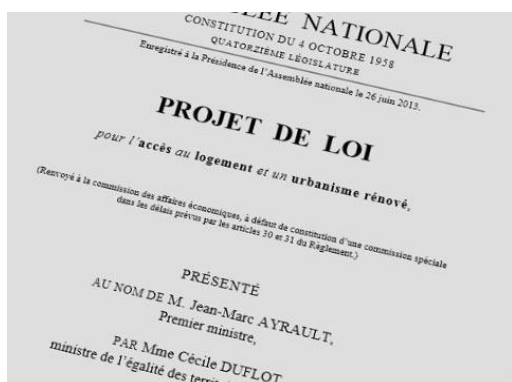 NATIONALE
CONSTITUTION DU 4 OCTOBRE 1958
QUATORZIÈME LÉGISLATURE
Enregistré à la Présidence de l'Assemblée nationale le 26 juin 2013.
PROJET DE LOI
pour l'accès au logement et un urbanisme rénové,
(Renvoyé à la commission des affaires économiques, à défaut de constitution d'une commission spéciale
dans les délais prévus par les articles 30 et 31 du Règlement.)
PRÉSENTÉ
AU NOM DE M. Jean-Marc AYRAULT,
Premier ministre,
PAR Mme Cécile DUFLOT
ministre de l'égalité des